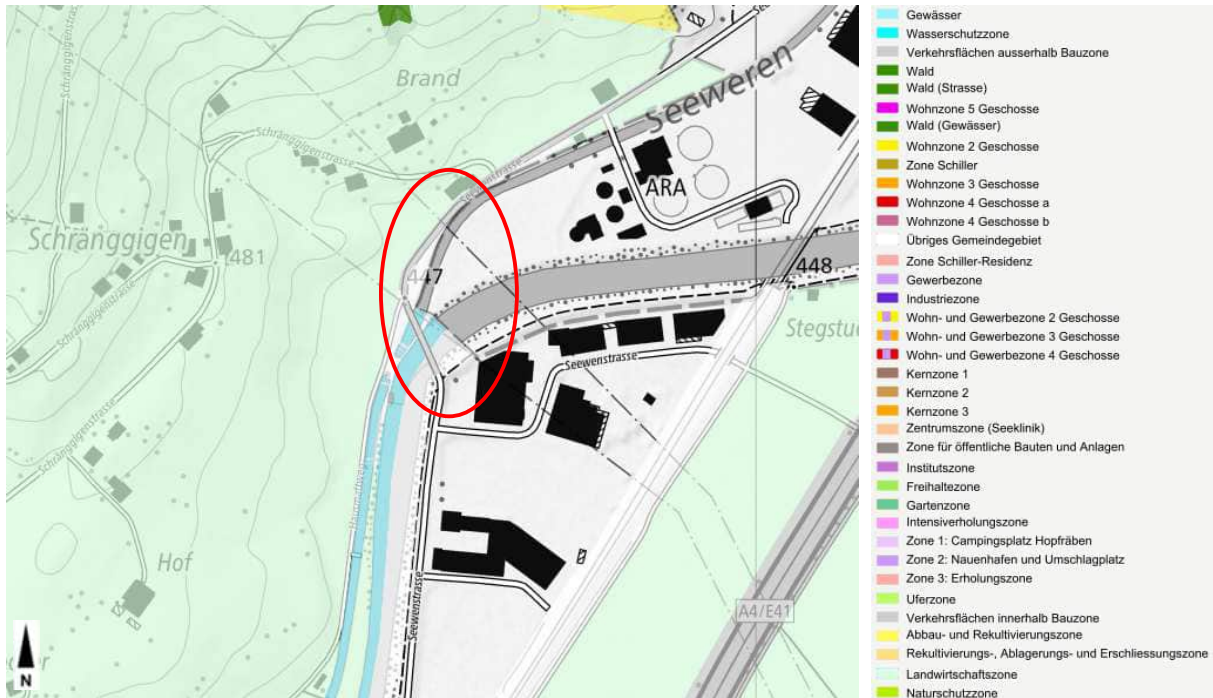 Brand
Seeweren
Schränggigenstrasse
Seewenstrasse
ARA
Schränggigen
481
447
448
Stegstu
Seewenstrasse
Schränggigenstrasse
Schränggigenstrasse
Hauptmattweg
Hof
Seewenstrasse
A4/E41
N
Gewässer
Wasserschutzzone
Verkehrsflächen ausserhalb Bauzone
Wald
Wald (Strasse)
Wohnzone 5 Geschosse
Wald (Gewässer)
Wohnzone 2 Geschosse
Zone Schiller
Wohnzone 3 Geschosse
Wohnzone 4 Geschosse a
Wohnzone 4 Geschosse b
Übriges Gemeindegebiet
Zone Schiller-Residenz
Gewerbezone
Industriezone
Wohn- und Gewerbezone 2 Geschosse
Wohn- und Gewerbezone 3 Geschosse
Wohn- und Gewerbezone 4 Geschosse
Kernzone 1
Kernzone 2
Kernzone 3
Zentrumszone (Seeklinik)
Zone für öffentliche Bauten und Anlagen
Institutszone
Freihaltezone
Gartenzone
Intensiverholungszone
Zone 1: Campingsplatz Hopfräben
Zone 2: Nauenhafen und Umschlagplatz
Zone 3: Erholungszone
Uferzone
Verkehrsflächen innerhalb Bauzone
Abbau- und Rekultivierungszone
Rekultivierungs-, Ablagerungs- und Erschliessungszone
Landwirtschaftszone
Naturschutzzone